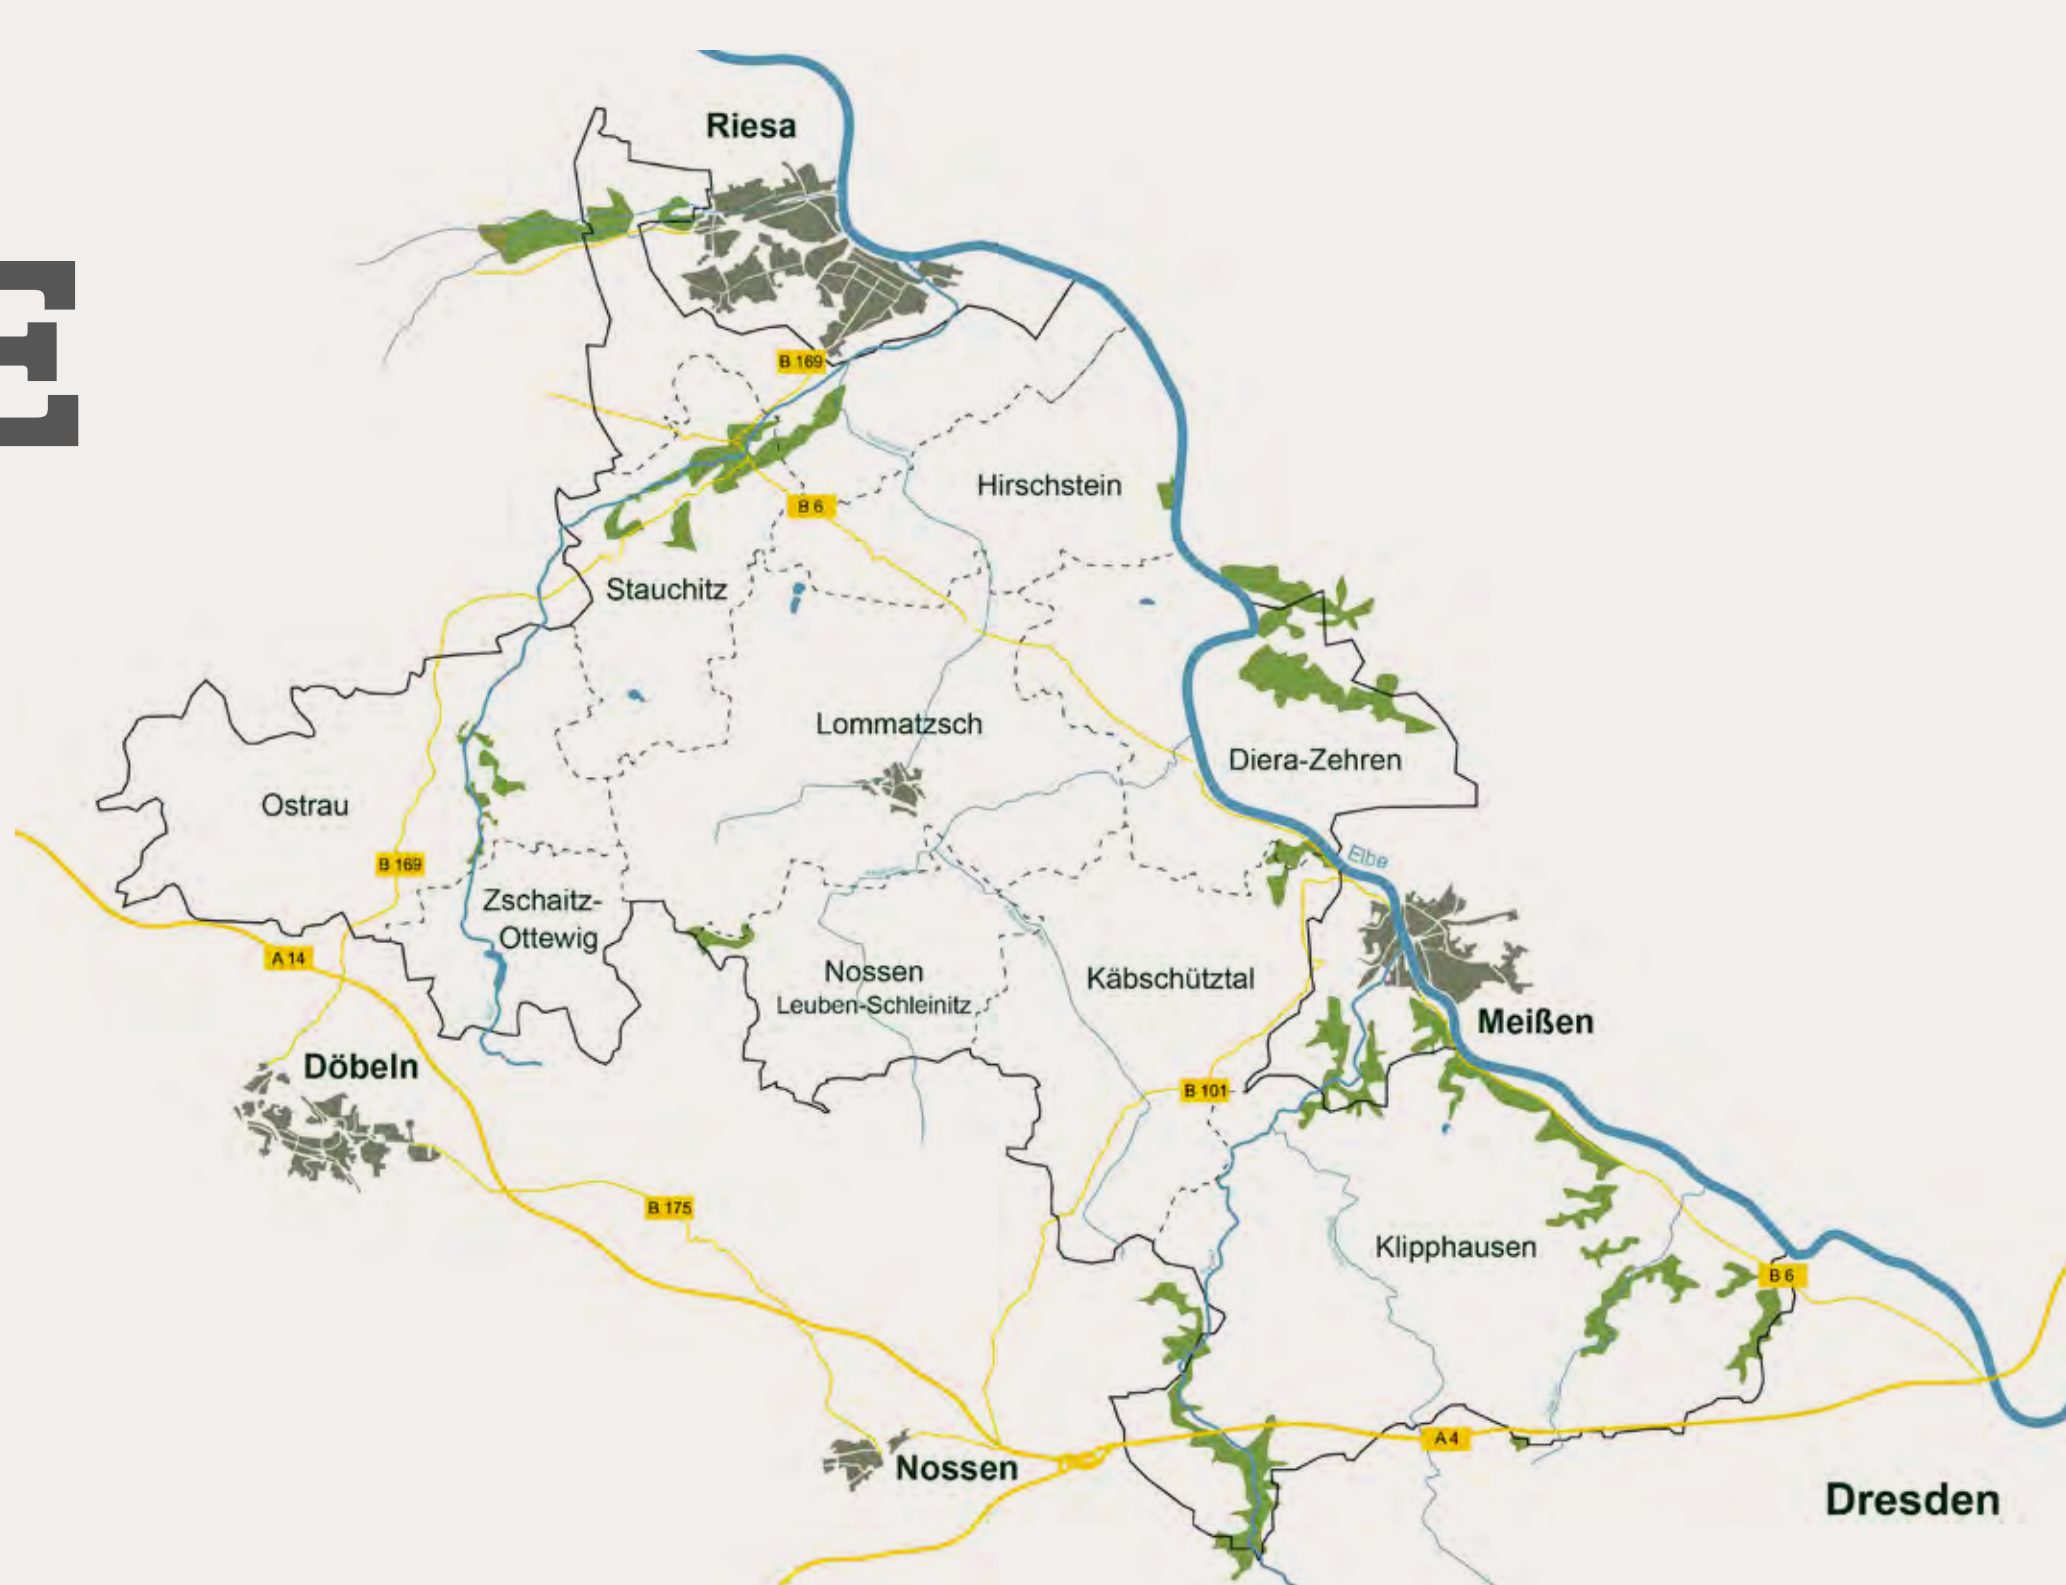 Riesa
E
B 169
Hirschstein
B 6
Stauchitz
Lommatzsch
Diera-Zehren
Ostrau
Elbe
B 169
Zschaitz-
Ottewig
A 14
Nossen
Leuben-Schleinitz
Käbschütztal
Meißen
Döbeln
B 101
B 175
Klipphausen
B 6
A 4
Nossen
Dresden